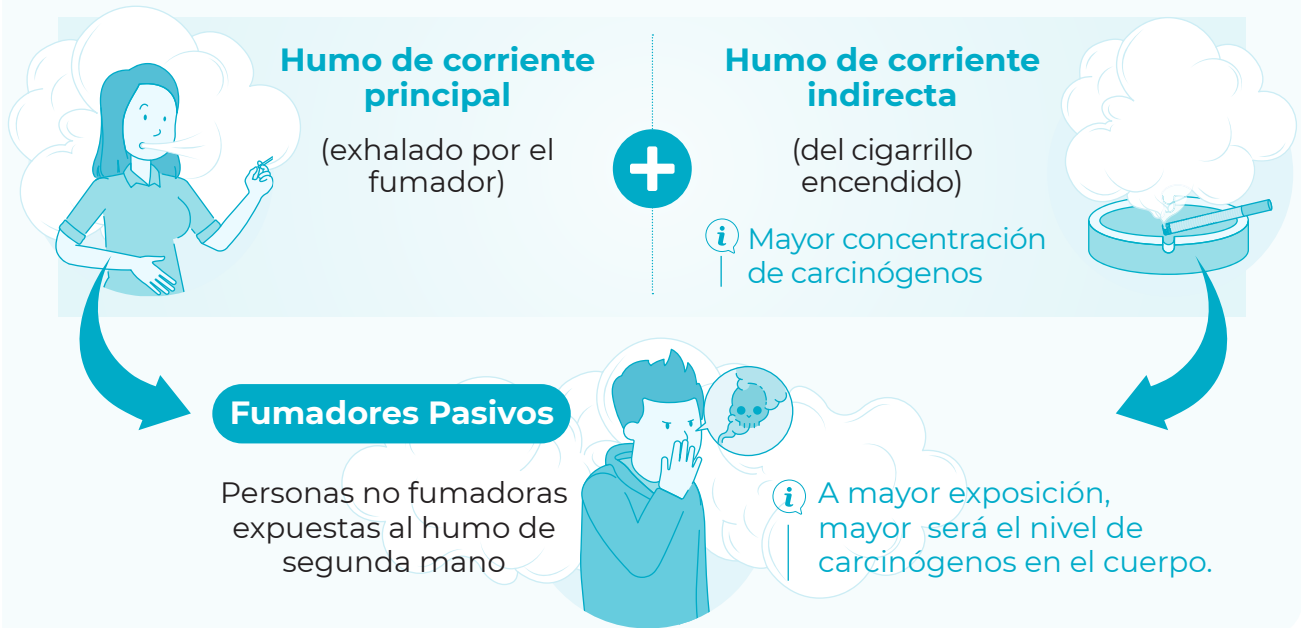 Humo de corriente
principal
(exhalado por el
fumador)
Humo de corriente
indirecta
(del cigarrillo
encendido)
i Mayor concentración
de carcinógenos
Fumadores Pasivos
Personas no fumadoras
expuestas al humo de
segunda mano
i A mayor exposición,
mayor será el nivel de
carcinógenos en el cuerpo.